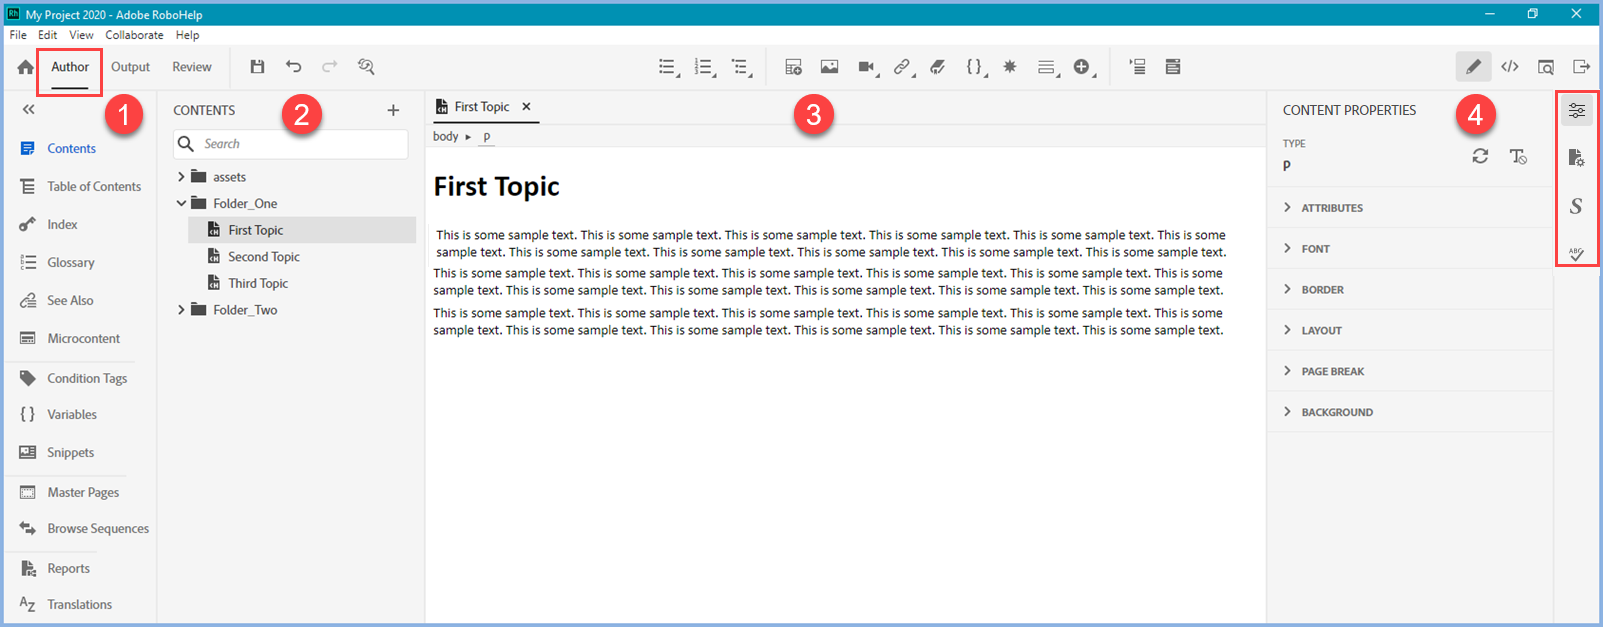 Rh My Project 2020 - Adobe RoboHelp
File Edit View Collaborate Help
Author Output Review
1
Contents
Table of Contents
Index
Glossary
See Also
Microcontent
Condition Tags
Variables
Snippets
Master Pages
Browse Sequences
Reports
AZ Translations
CONTENTS
2
Search
assets
Folder_One
First Topic
Second Topic
Third Topic
Folder_Two
First Topic
3
body p
First Topic
This is some sample text. This is some sample text. This is some sample text. This is some sample text. This is some sample text. This is some
sample text. This is some sample text. This is some sample text. This is some sample text. This is some sample text. This is some sample text.
This is some sample text. This is some sample text. This is some sample text. This is some sample text. This is some sample text. This is some
sample text. This is some sample text. This is some sample text. This is some sample text. This is some sample text. This is some sample text.
This is some sample text. This is some sample text. This is some sample text. This is some sample text. This is some sample text. This is some
sample text. This is some sample text. This is some sample text. This is some sample text. This is some sample text. This is some sample text.
CONTENT PROPERTIES
4
TYPE
p
ATTRIBUTES
FONT
BORDER
LAYOUT
PAGE BREAK
BACKGROUND
S
ABC